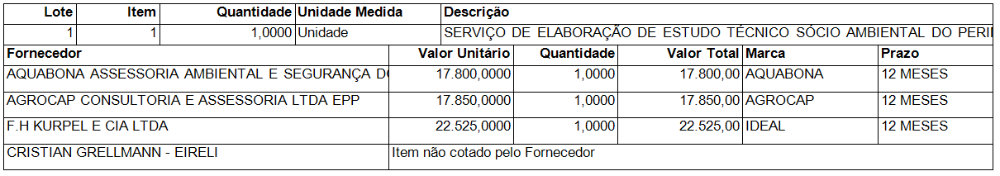 Lote Item Quantidade Unidade Medida Descrição
1 1 1,0000 Unidade SERVIÇO DE ELABORAÇÃO DE ESTUDO TÉCNICO SÓCIO AMBIENTAL DO
Fornecedor Valor Unitário Quantidade Valor Total Marca Prazo
AQUABONA ASSESSORIA AMBIENTAL E SEGURANÇA 17.800,0000 1,0000 17.800,00 AQUABONA 12 MESES
AGROCAP CONSULTORIA E ASSESSORIA LTDA EPP 17.850,0000 1,0000 17.850,00 AGROCAP 12 MESES
F.H KURPEL E CIA LTDA 22.525,0000 1,0000 22.525,00 IDEAL 12 MESES
CRISTIAN GRELLMANN - EIRELI Item não cotado pelo Fornecedor